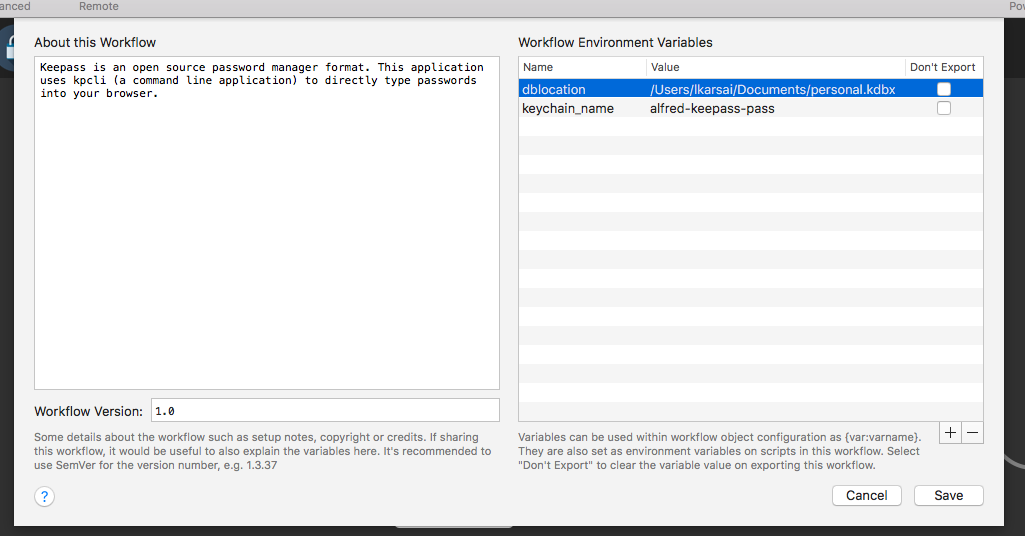 Remote
About this Workflow
Keepass is an open source password manager format. This application
uses kpcli (a command line application) to directly type passwords
into your browser.
Workflow Version: 1.0
Some details about the workflow such as setup notes, copyright or credits. If sharing
this workflow, it would be useful to also explain the variables here. It's recommended to
use SemVer for the version number, e.g. 1.3.37
?
Workflow Environment Variables
Name Value Don't Export
dblocation /Users/lkarsai/Documents/personal.kdbx
keychain_name alfred-keepass-pass
+ −
Variables can be used within workflow object configuration as {var:varname}.
They are also set as environment variables on scripts in this workflow. Select
"Don't Export" to clear the variable value on exporting this workflow.
Cancel Save